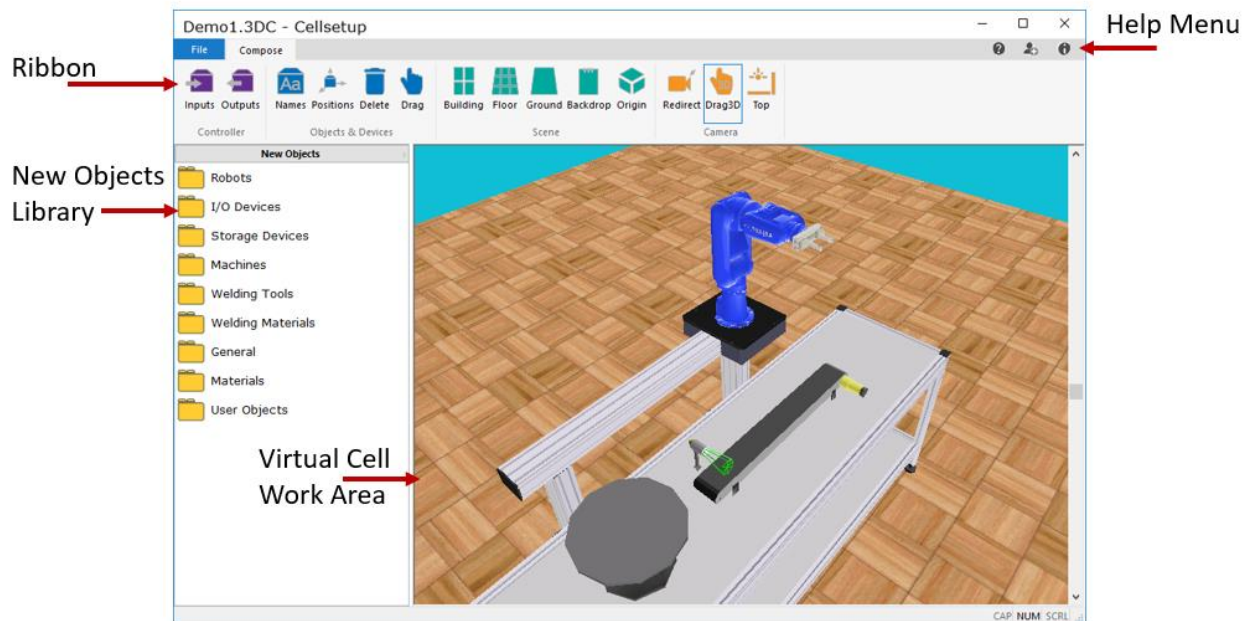 Demo1.3DC - Cellsetup
Help Menu
File Compose
Ribbon
Inputs Outputs Names Positions Delete Drag Building Floor Ground Backdrop Origin Redirect Drag3D Top
Controller Objects & Devices Scene Camera
New Objects
New Objects
Library
Robots
I/O Devices
Storage Devices
Machines
Welding Tools
Welding Materials
General
Materials
User Objects
Virtual Cell
Work Area
CAP NUM SCRL